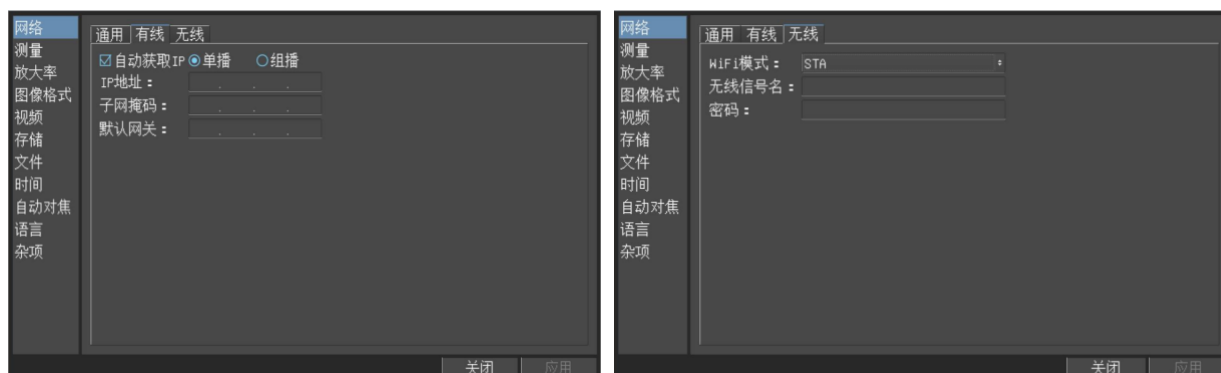 网络
测量
放大率
图像格式
视频
存储
文件
时间
自动对焦
语言
杂项
通用 有线 无线
自动获取IP 单播 组播
IP地址：
子网掩码：
默认网关：
关闭 应用
网络
测量
放大率
图像格式
视频
存储
文件
时间
自动对焦
语言
杂项
通用 有线 无线
WiFi模式： STA
无线信号名：
密码：
关闭 应用